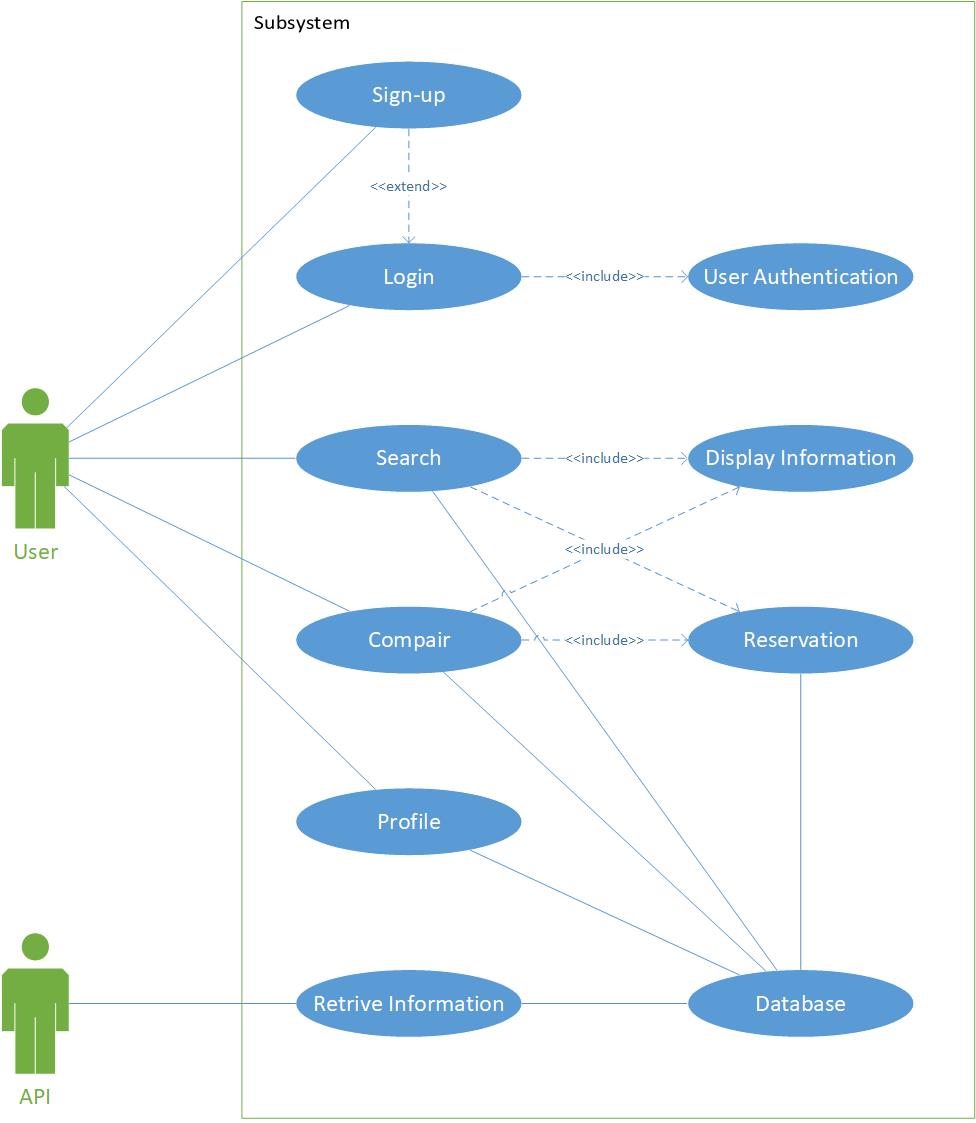 Subsystem
Sign-up
<<extend>>
Login
<<include>>
User Authentication
Search
<<include>>
Display Information
User
<<include>>
Compair
<<include>>
Reservation
Profile
Retrive Information
Database
API